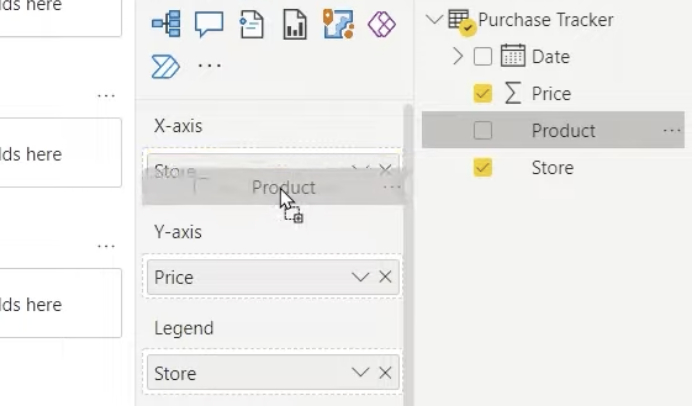 lds here
lds here
lds here
X-axis
Store
Product
Y-axis
Price
Legend
Store
Purchase Tracker
Date
Price
Product
Store